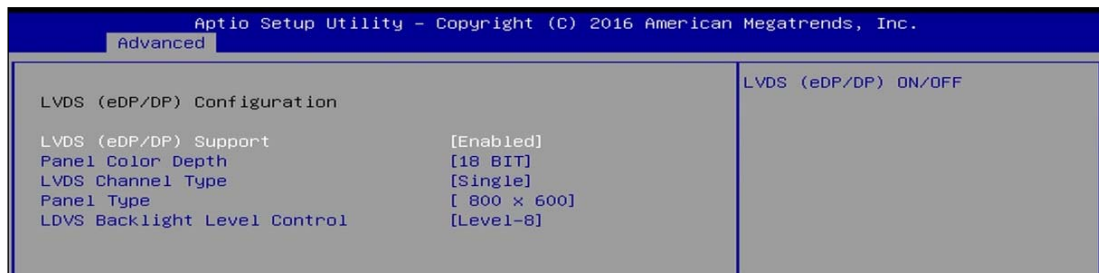 Aptio Setup Utility – Copyright (C) 2016 American Megatrends, Inc.
Advanced
LVDS (eDP/DP) Configuration
LVDS (eDP/DP) ON/OFF
LVDS (eDP/DP) Support [Enabled]
Panel Color Depth [18 BIT]
LVDS Channel Type [Single]
Panel Type [ 800 x 600]
LDVS Backlight Level Control [Level-8]